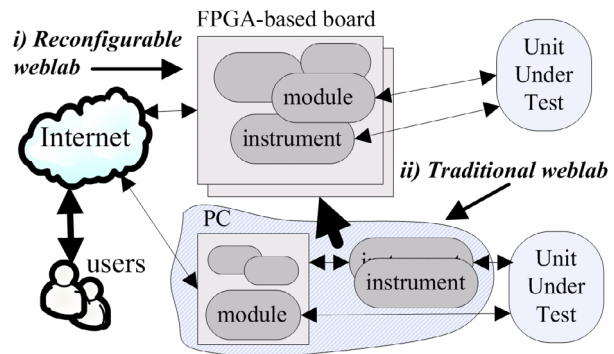 FPGA-based board
i) Reconfigurable
weblab
module
instrument
Unit
Under
Test
Internet
ii) Traditional weblab
PC
users
instrument
module
Unit
Under
Test